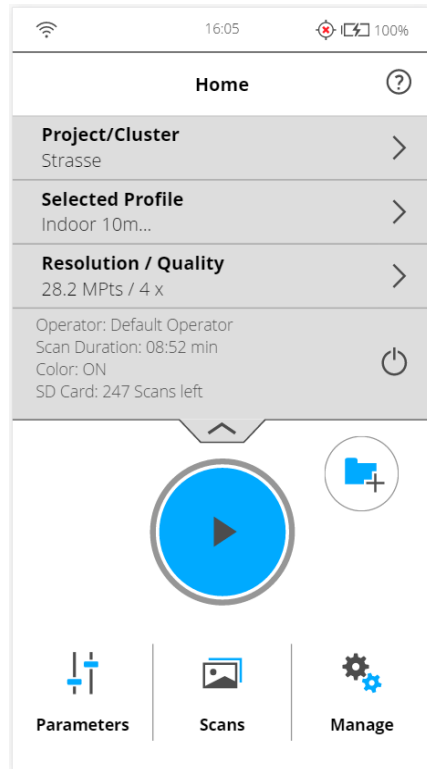 16:05
100%
Home
Project/Cluster
Strasse
Selected Profile
Indoor 10m...
Resolution / Quality
28.2 MPts / 4 x
Operator: Default Operator
Scan Duration: 08:52 min
Color: ON
SD Card: 247 Scans left
Parameters
Scans
Manage